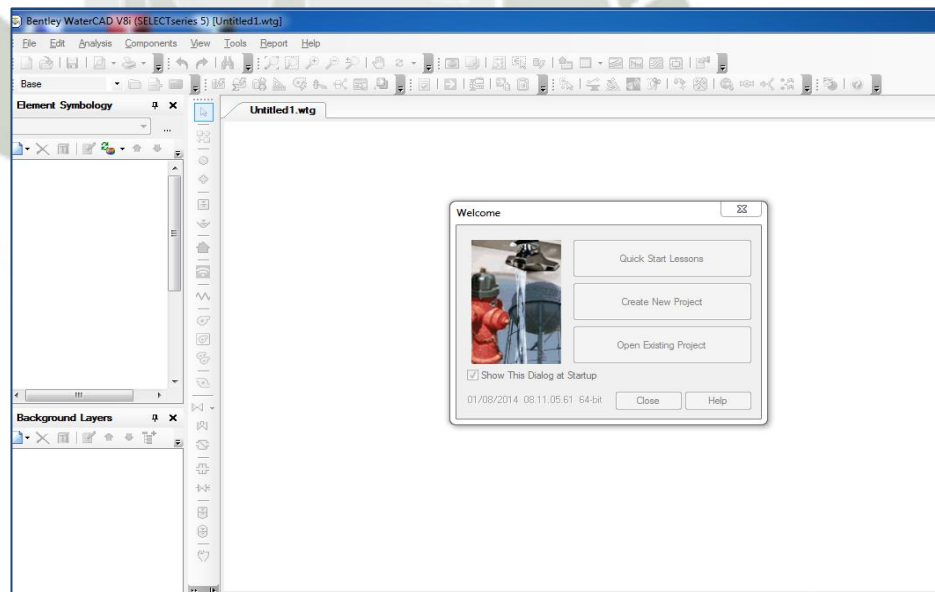 Bentley WaterCAD V8i (SELECTseries 5) [Untitled1.wtg]
File Edit Analysis Components View Tools Report Help
Base
Element Symbology
Untitled1.wtg
...
Welcome
Quick Start Lessons
Create New Project
Open Existing Project
Show This Dialog at Startup
01/08/2014 08.11.05.61 64-bit
Close
Help
Background Layers